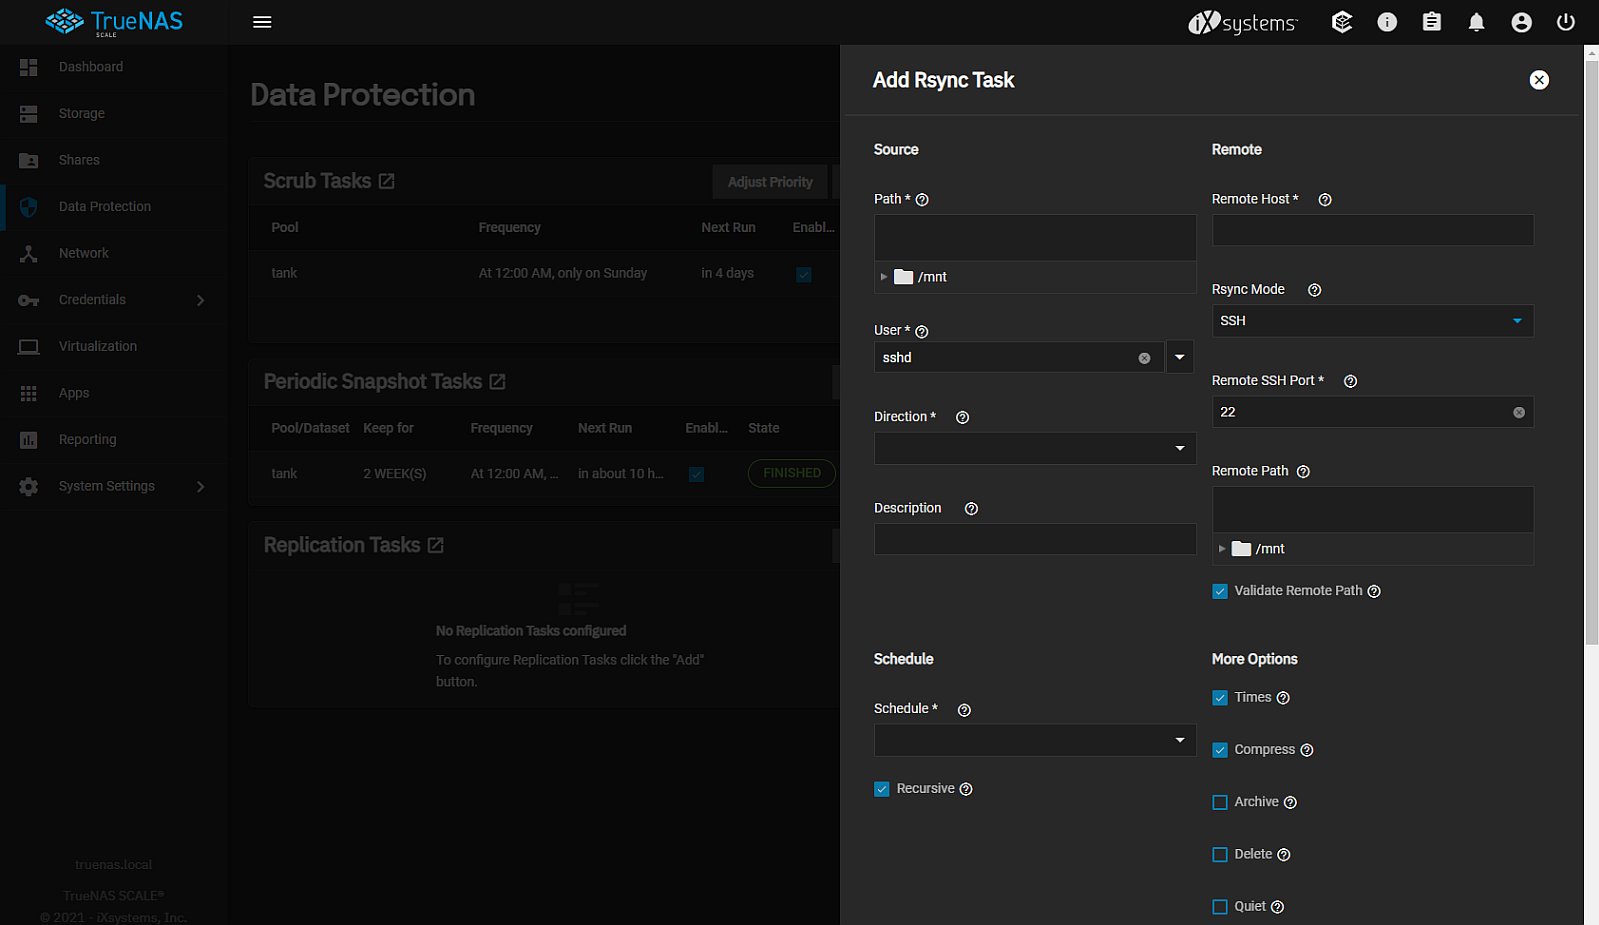 TrueNAS
SCALE
iXsystems
Dashboard
Storage
Shares
Data Protection
Network
Credentials
Virtualization
Apps
Reporting
System Settings
truenas.local
TrueNAS SCALE®
© 2021 - iXsystems, Inc.
Data Protection
Scrub Tasks
Adjust Priority
Pool Frequency Next Run Enabl...
tank At 12:00 AM, only on Sunday in 4 days
Periodic Snapshot Tasks
Pool/Dataset Keep for Frequency Next Run Enabl... State
tank 2 WEEK(S) At 12:00 AM, ... in about 10 h... FINISHED
Replication Tasks
No Replication Tasks configured
To configure Replication Tasks click the "Add"
button.
Add Rsync Task
Source
Path *
/mnt
User *
sshd
Direction *
Description
Remote
Remote Host *
Rsync Mode
SSH
Remote SSH Port *
22
Remote Path
/mnt
Validate Remote Path
Schedule
Schedule *
Recursive
More Options
Times
Compress
Archive
Delete
Quiet